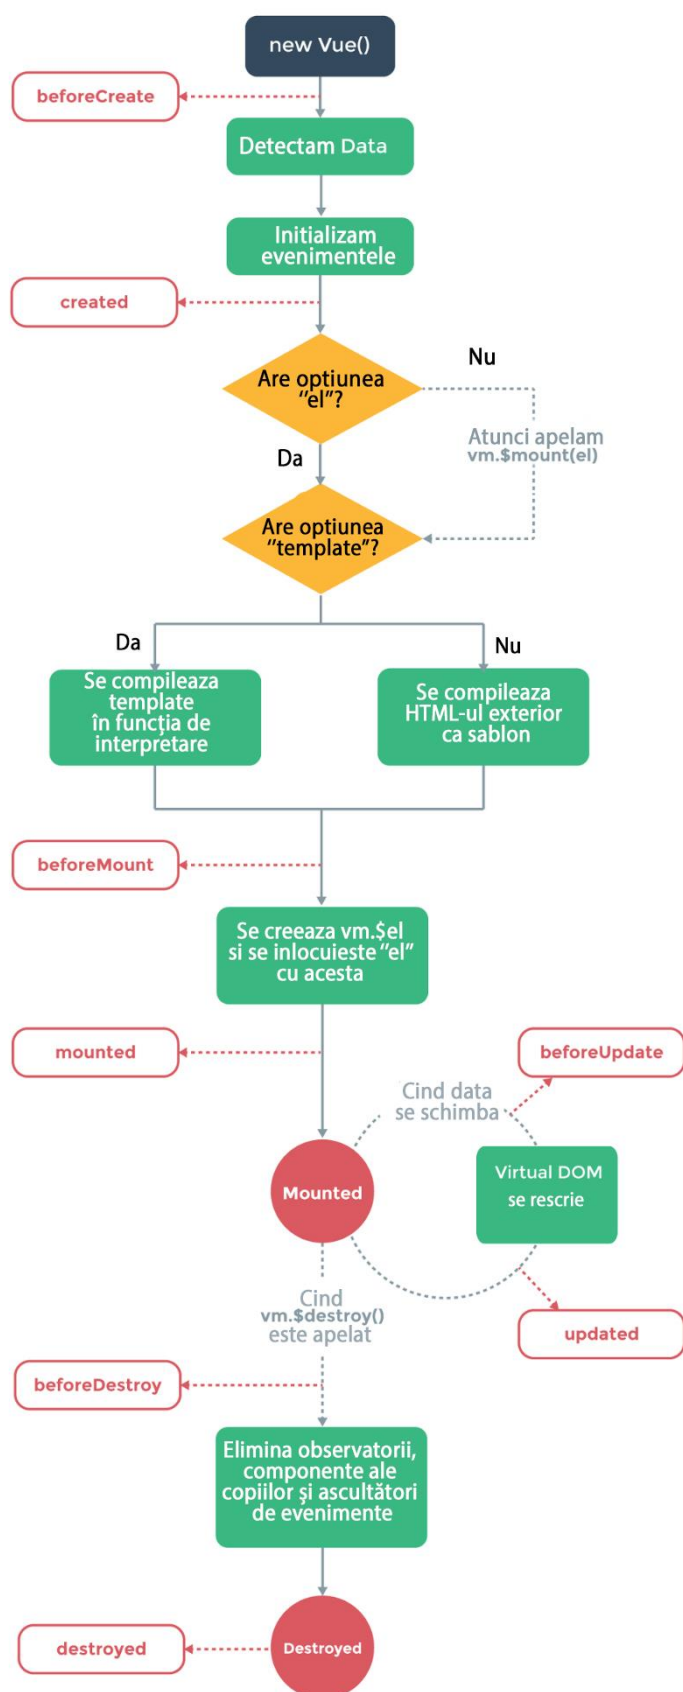 new Vue()
beforeCreate
Detectam Data
Initializam
evenimentele
created
Nu
Are optiunea
"el"?
Atunci apelam
vm.$mount(el)
Da
Are optiunea
"template"?
Da
Nu
Se compileaza
template
în funcția de
interpretare
Se compileaza
HTML-ul exterior
ca sablon
beforeMount
Se creeaza vm.$el
si se inlocuieste "el"
cu acesta
mounted
beforeUpdate
Cind data
se schimba
Mounted
Virtual DOM
se rescrie
Cind
vm.$destroy()
este apelat
updated
beforeDestroy
Elimina observatorii,
componente ale
copiilor și ascultători
de evenimente
destroyed
Destroyed